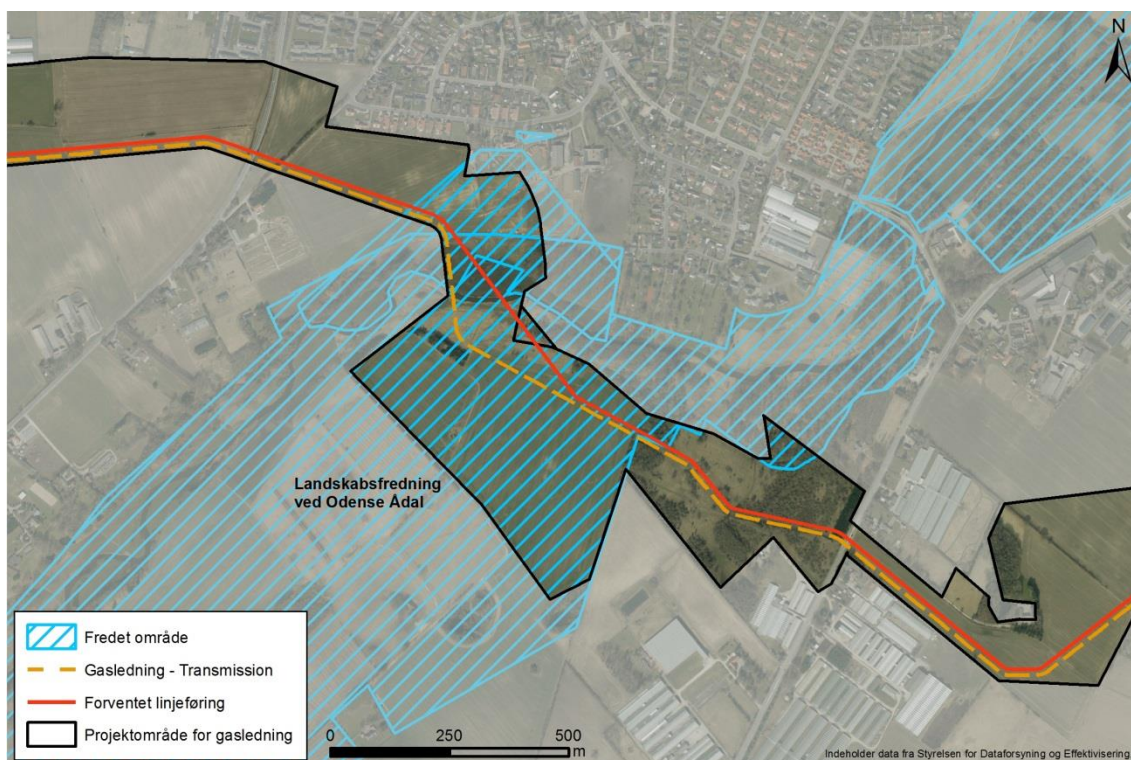 N
Landskabsfredning
ved Odense Ådal
Fredet område
Gasledning - Transmission
Forventet linjeføring
Projektområde for gasledning
0 250 500
m
Indeholder data fra Styrelsen for Dataforsyning og Effektivisering